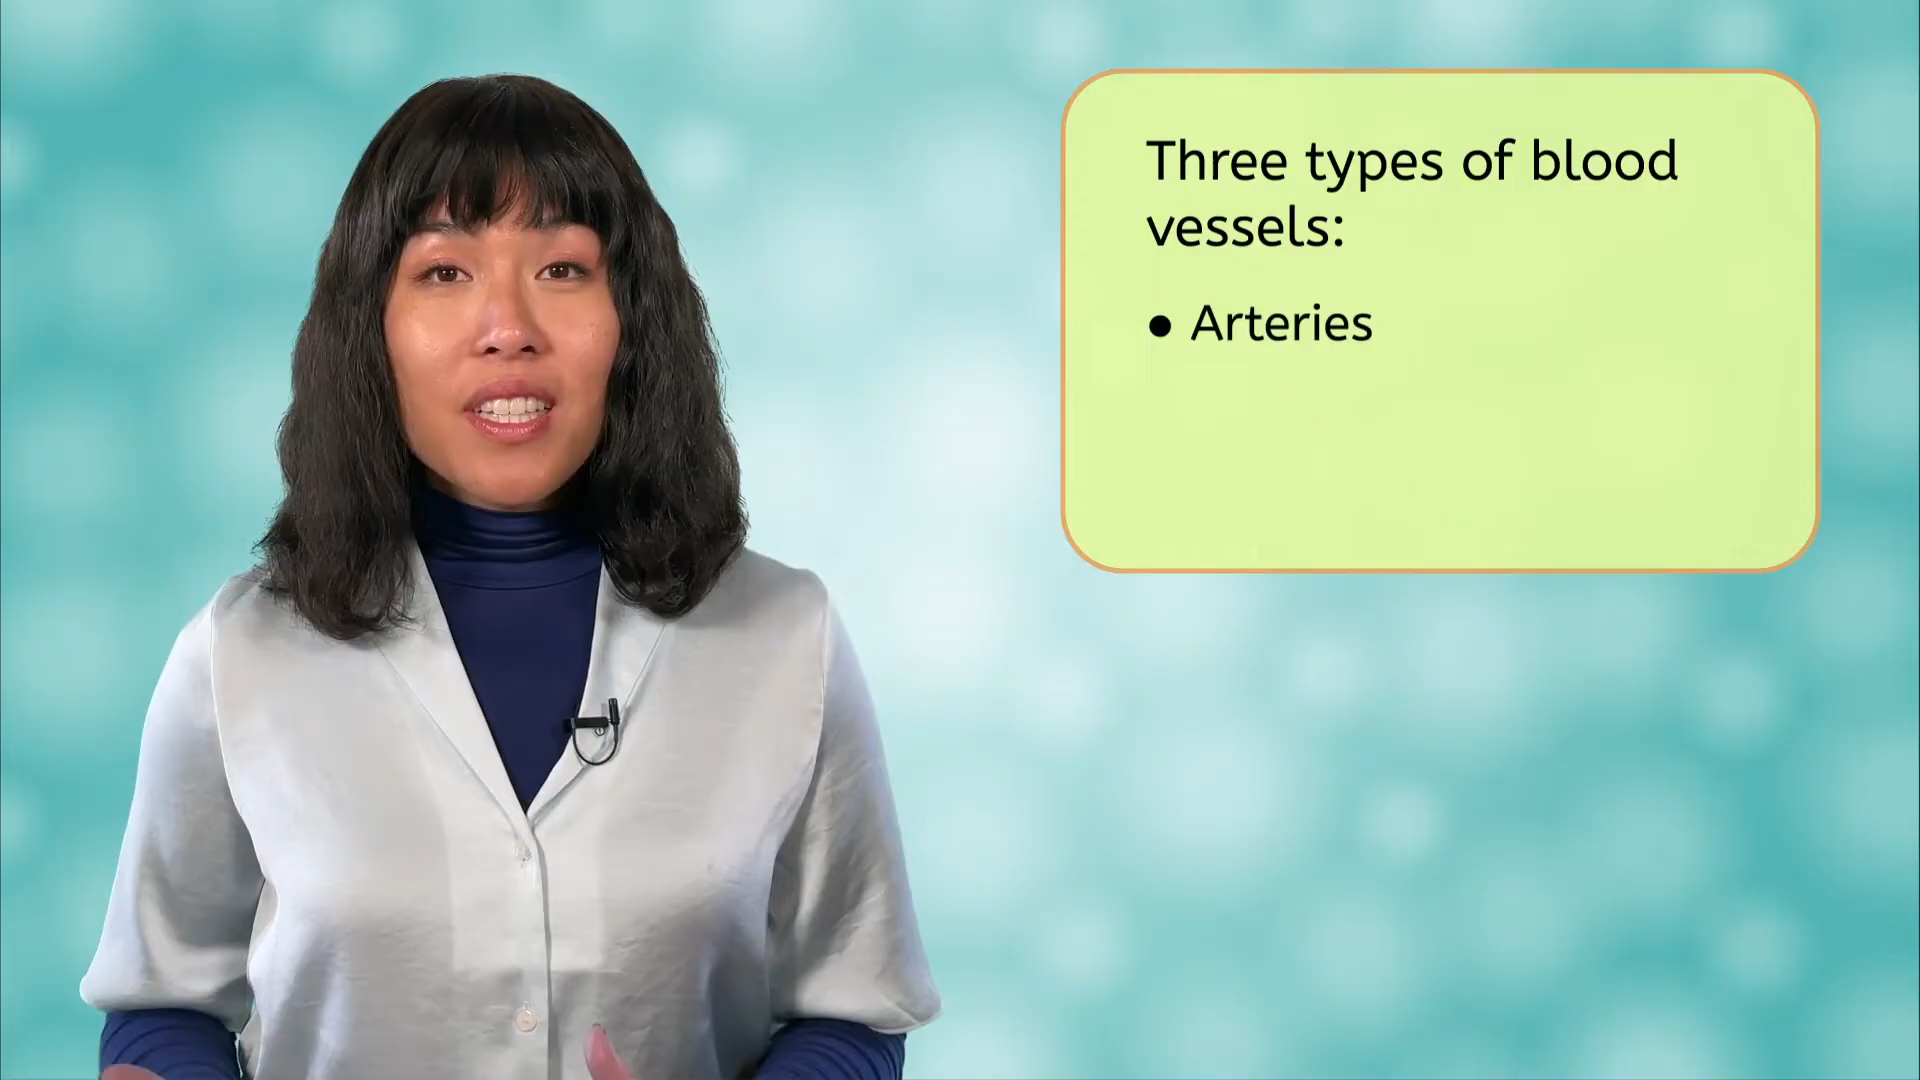 Three types of blood
vessels:
● Arteries